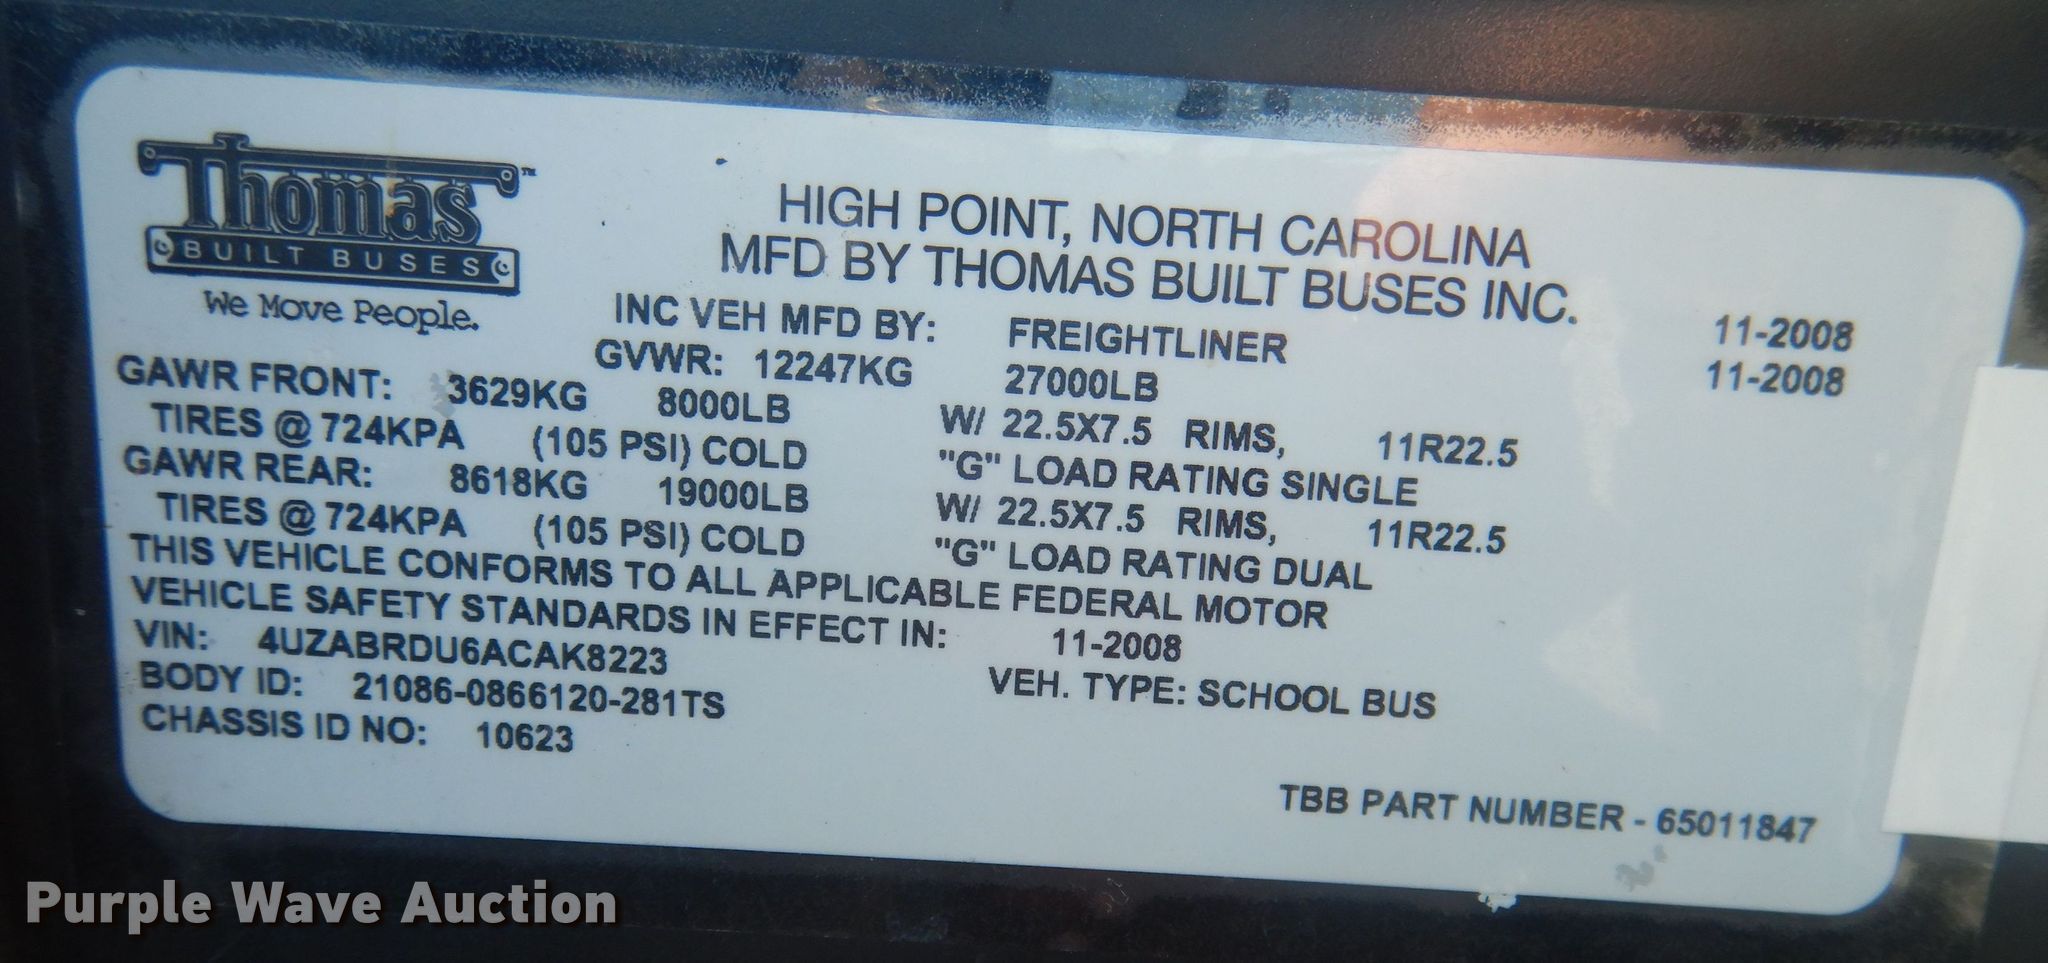 Thomas™
BUILT BUSES
We Move People.
HIGH POINT, NORTH CAROLINA
MFD BY THOMAS BUILT BUSES INC. 11-2008
INC VEH MFD BY: FREIGHTLINER 11-2008
GVWR: 12247KG 27000LB
GAWR FRONT: 3629KG 8000LB W/ 22.5X7.5 RIMS, 11R22.5
TIRES @ 724KPA (105 PSI) COLD "G" LOAD RATING SINGLE
GAWR REAR: 8618KG 19000LB W/ 22.5X7.5 RIMS, 11R22.5
TIRES @ 724KPA (105 PSI) COLD "G" LOAD RATING DUAL
THIS VEHICLE CONFORMS TO ALL APPLICABLE FEDERAL MOTOR
VEHICLE SAFETY STANDARDS IN EFFECT IN: 11-2008
VIN: 4UZABRDU6ACAK8223
BODY ID: 21086-0866120-281TS VEH. TYPE: SCHOOL BUS
CHASSIS ID NO: 10623
TBB PART NUMBER - 65011847
Purple Wave Auction